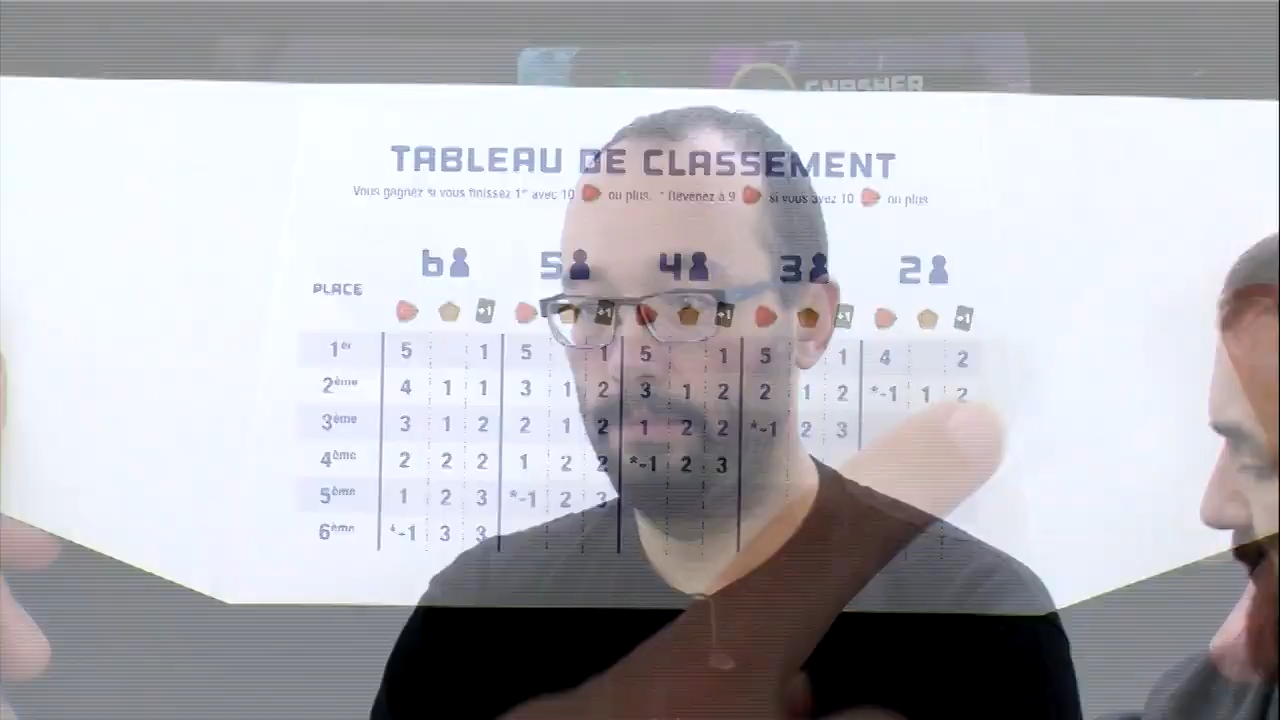 GNASHER
TABLEAU DE CLASSEMENT
Vous gagnez si vous finissez 1er avec 10 ou plus. * Revenez à 9 si vous avez 10 ou plus
6 5 4 3 2
PLACE
+1 +1 +1 +1 +1
1er 5 1 5 1 5 1 5 1 4 2
2ème 4 1 1 3 1 2 3 1 2 2 1 2 *-1 1 2
3ème 3 1 2 2 1 2 1 2 2 *-1 2 3
4ème 2 2 2 1 2 2 *-1 2 3
5ème 1 2 3 *-1 2 3
6ème *-1 3 3